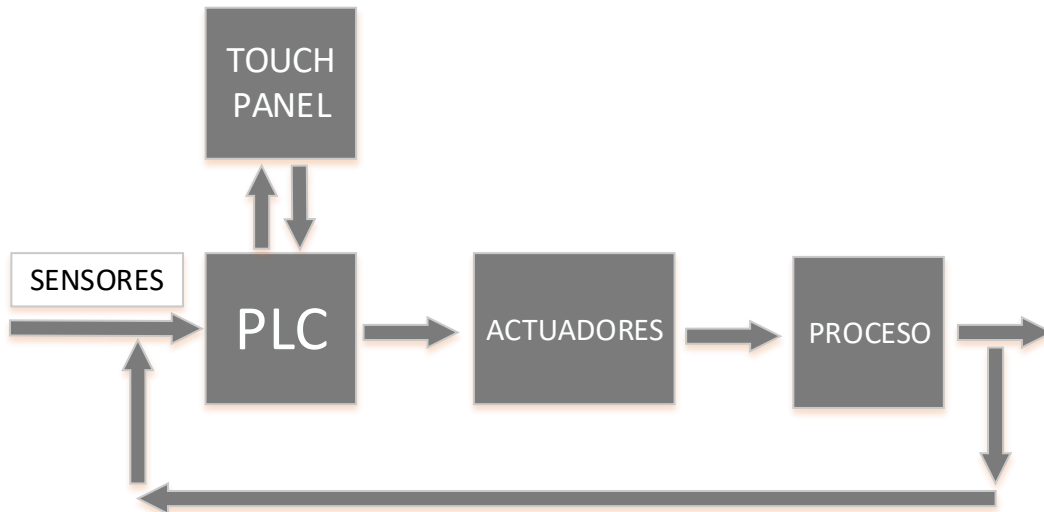 TOUCH
PANEL
SENSORES
PLC
ACTUADORES
PROCESO